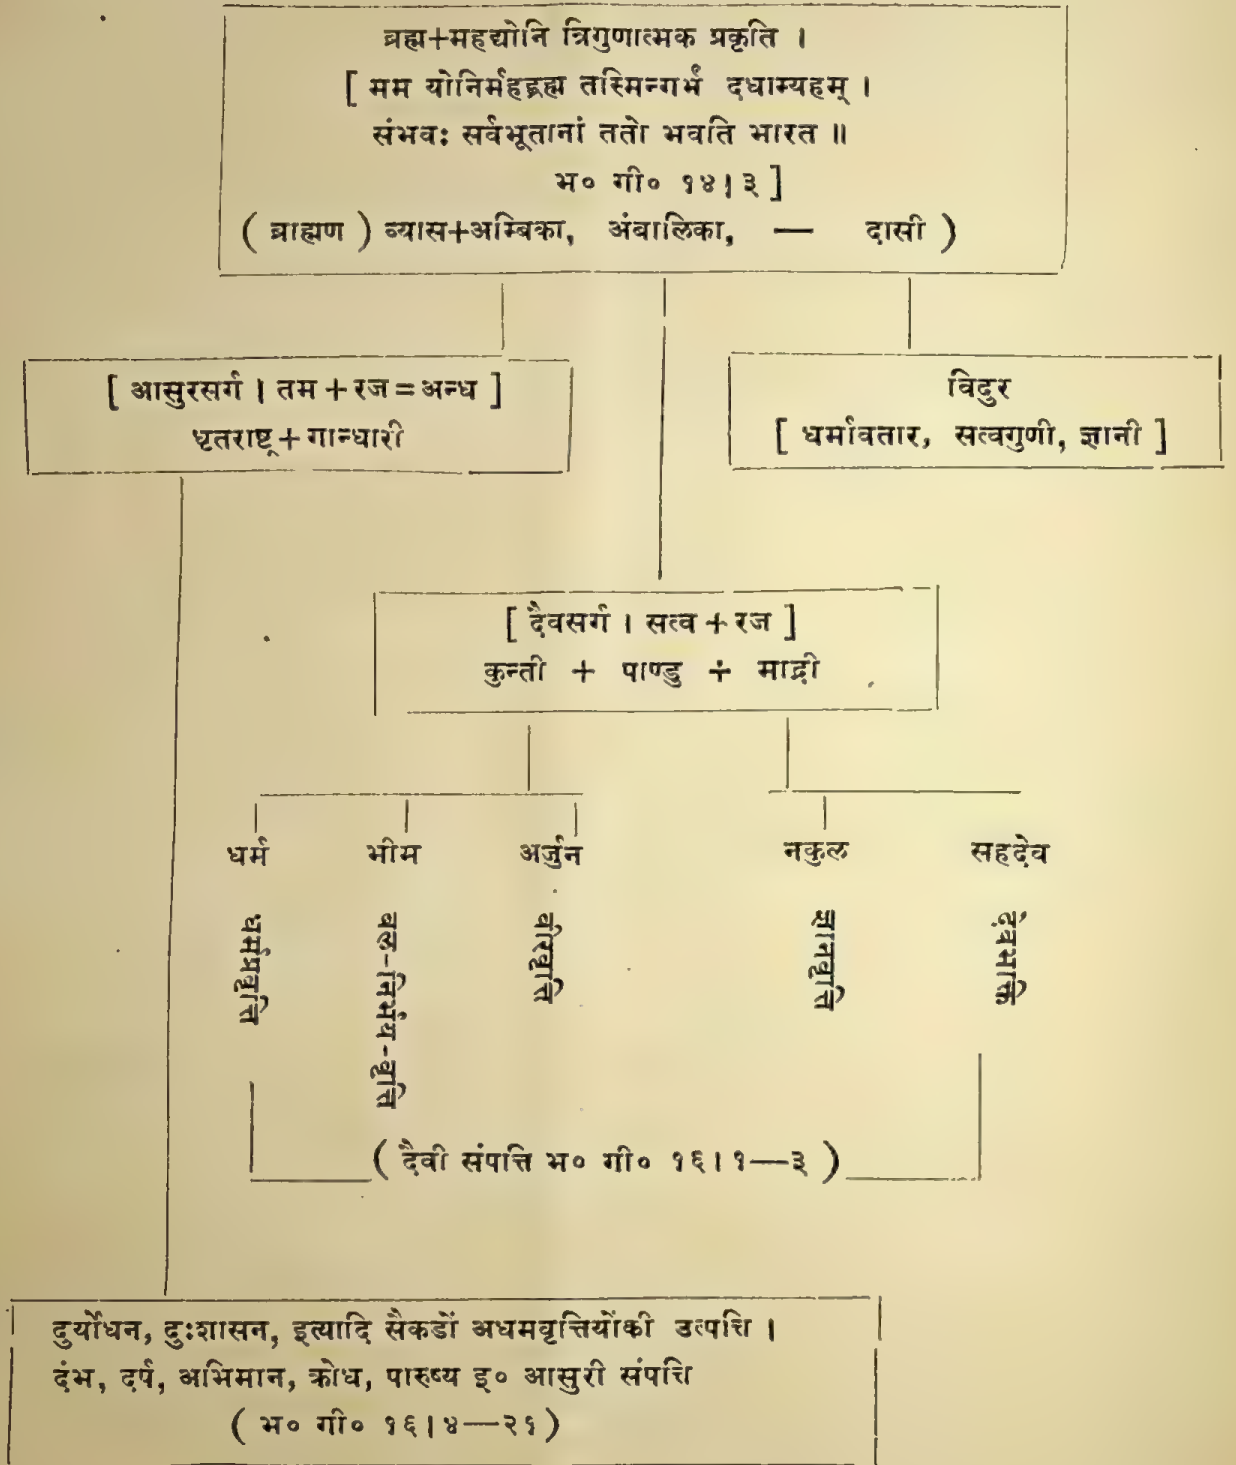 ब्रह्म+महद्योनि त्रिगुणात्मक प्रकृति ।
[ मम योनिर्महद्ब्रह्म तस्मिन्गर्भं दधाम्यहम् ।
संभवः सर्वभूतानां ततो भवति भारत ॥
भ० गी० १४।३ ]
( ब्राह्मण ) व्यास+अम्बिका, अंबालिका, — दासी )
[ आसुरसर्ग । तम + रज = अन्ध ]
धृतराष्ट्र + गान्धारी
विदुर
[ धर्मावतार, सत्वगुणी, ज्ञानी ]
[ दैवसर्ग । सत्व + रज ]
कुन्ती + पाण्डु ÷ माद्री
धर्म भीम अर्जुन नकुल सहदेव
धर्मप्रवृत्ति
बल-निर्भय-वृत्ति
वीरवृत्ति
ज्ञानवृत्ति
देवभक्ति
( दैवी संपत्ति भ० गी० १६। १—३ )
दुर्योधन, दुःशासन, इत्यादि सैकडों अधमवृत्तियोंकी उत्पत्ति ।
दंभ, दर्प, अभिमान, क्रोध, पारुष्य इ० आसुरी संपत्ति
( भ० गी० १६।४—२१ )